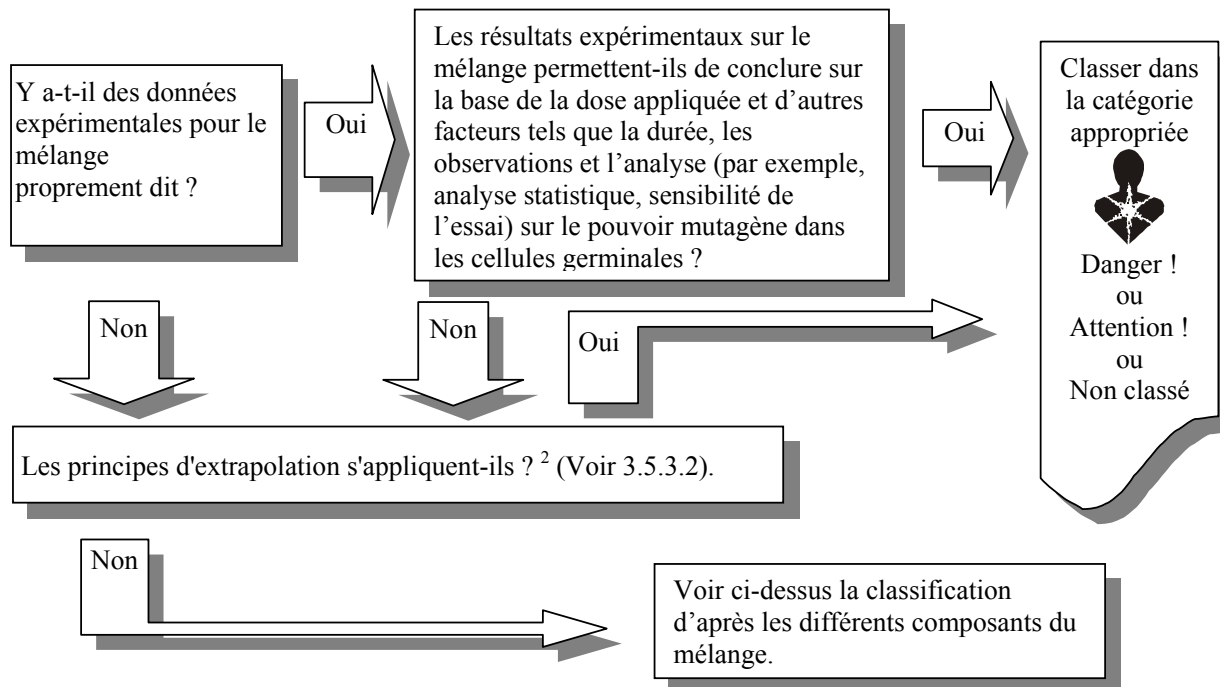 Y a-t-il des données
expérimentales pour le
mélange
proprement dit ?
Oui
Les résultats expérimentaux sur le
mélange permettent-ils de conclure sur
la base de la dose appliquée et d’autres
facteurs tels que la durée, les
observations et l’analyse (par exemple,
analyse statistique, sensibilité de
l’essai) sur le pouvoir mutagène dans
les cellules germinales ?
Oui
Classer dans
la catégorie
appropriée
Danger !
ou
Attention !
ou
Non classé
Non
Non
Oui
Les principes d'extrapolation s'appliquent-ils ? ² (Voir 3.5.3.2).
Non
Voir ci-dessus la classification
d’après les différents composants du
mélange.